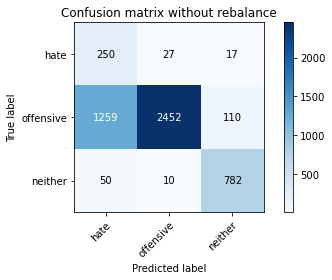 Confusion matrix without rebalance
True label
hate
offensive
neither
250 27 17
1259 2452 110
50 10 782
hate
offensive
neither
Predicted label
2000
1500
1000
500